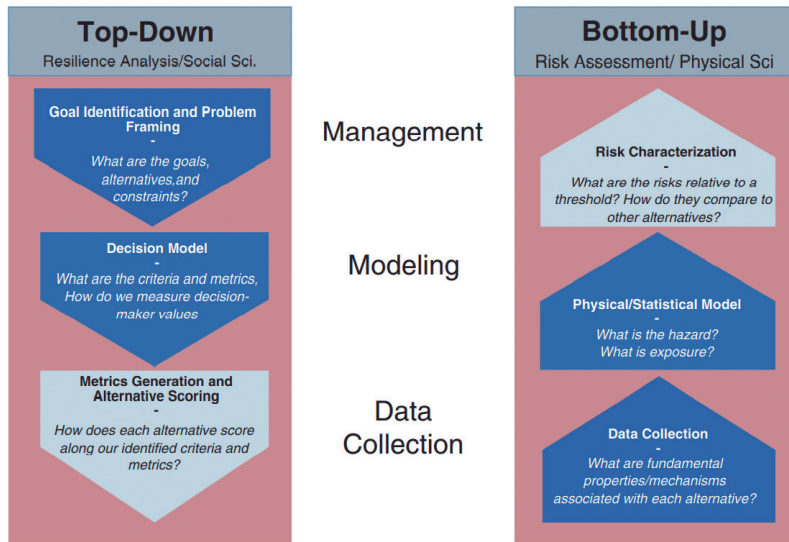 Top-Down
Resilience Analysis/Social Sci.
Goal Identification and Problem
Framing
-
What are the goals,
alternatives,and
constraints?
Decision Model
-
What are the criteria and metrics,
How do we measure decision-
maker values
Metrics Generation and
Alternative Scoring
-
How does each alternative score
along our identified criteria and
metrics?
Management
Modeling
Data
Collection
Bottom-Up
Risk Assessment/ Physical Sci
Risk Characterization
-
What are the risks relative to a
threshold? How do they compare to
other alternatives?
Physical/Statistical Model
-
What is the hazard?
What is exposure?
Data Collection
-
What are fundamental
properties/mechanisms
associated with each alternative?